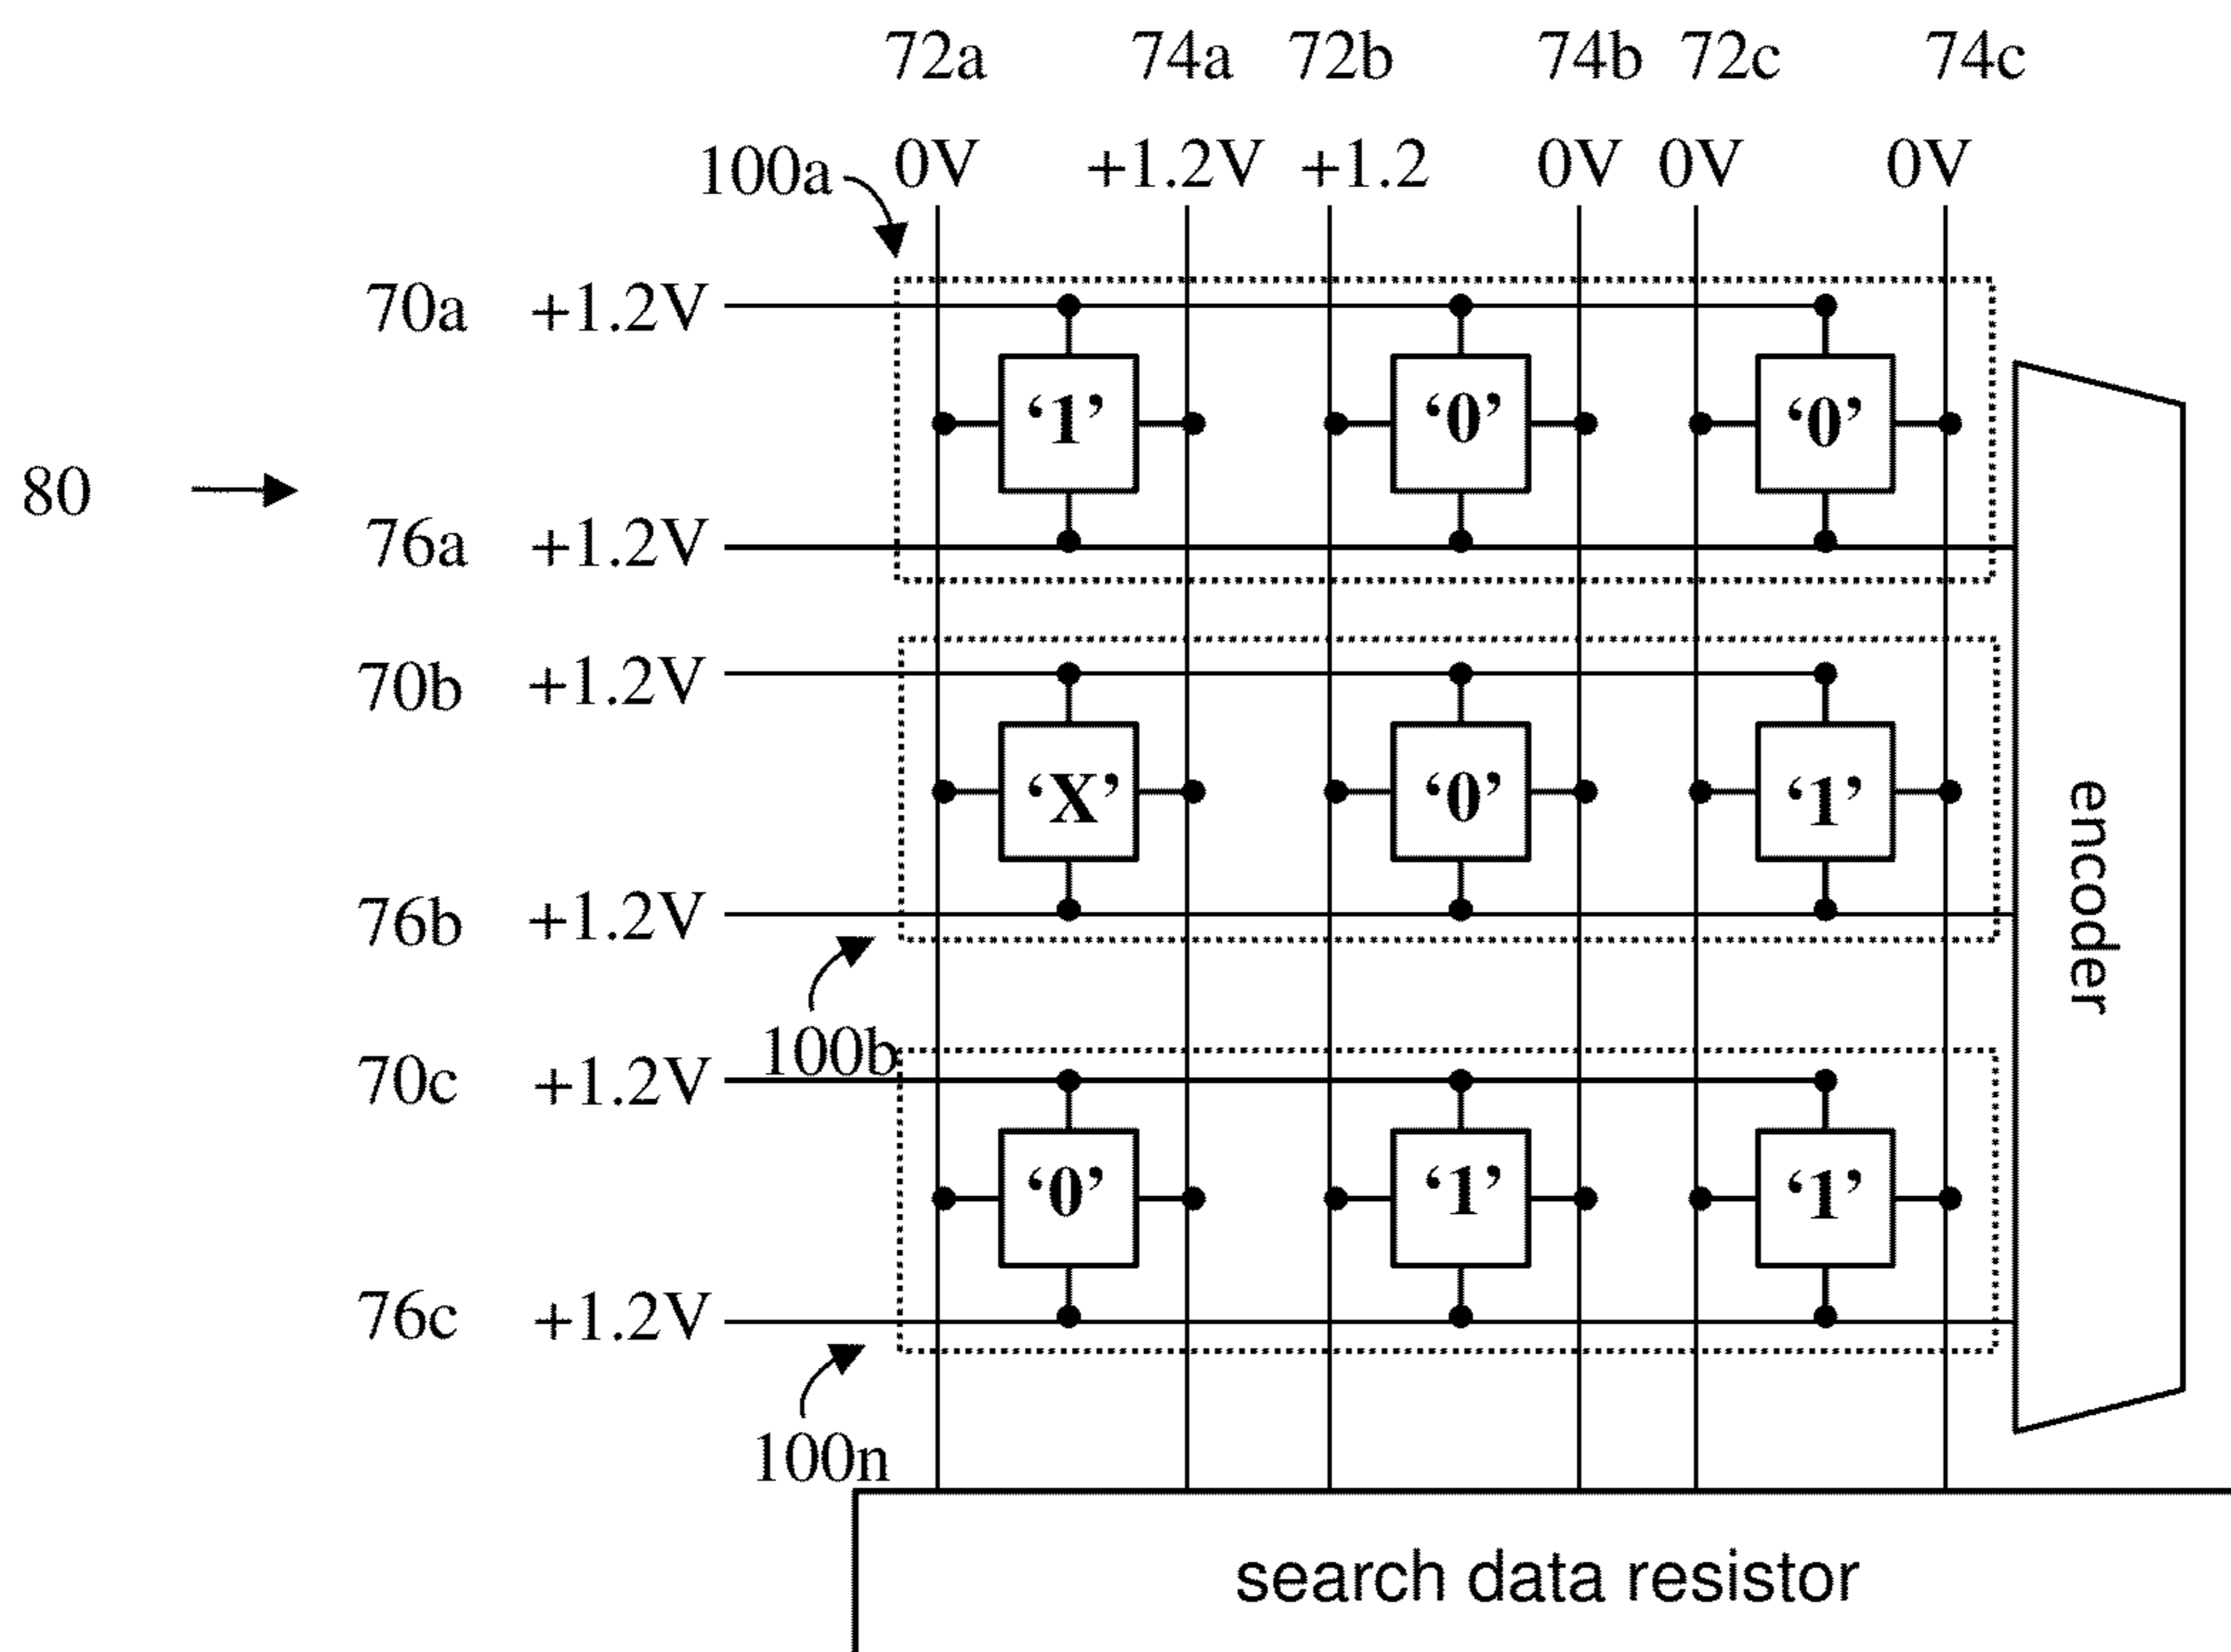 72a 74a 72b 74b 72c 74c
100a 0V +1.2V +1.2 0V 0V 0V
70a +1.2V
‘1’ ‘0’ ‘0’
80
76a +1.2V
70b +1.2V
‘X’ ‘0’ ‘1’
76b +1.2V
encoder
100b
70c +1.2V
‘0’ ‘1’ ‘1’
76c +1.2V
100n
search data resistor